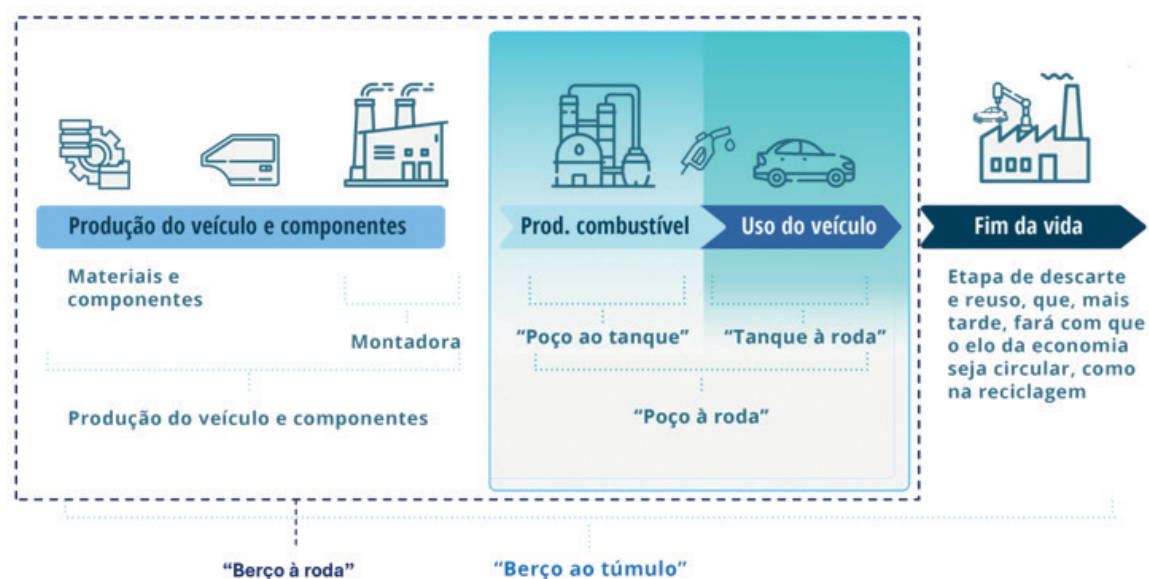 Produção do veículo e componentes
Prod. combustível
Uso do veículo
Fim da vida
Materiais e
componentes
Montadora
Produção do veículo e componentes
“Poço ao tanque”
“Tanque à roda”
“Poço à roda”
Etapa de descarte
e reuso, que, mais
tarde, fará com que
o elo da economia
seja circular, como
na reciclagem
“Berço à roda”
“Berço ao túmulo”